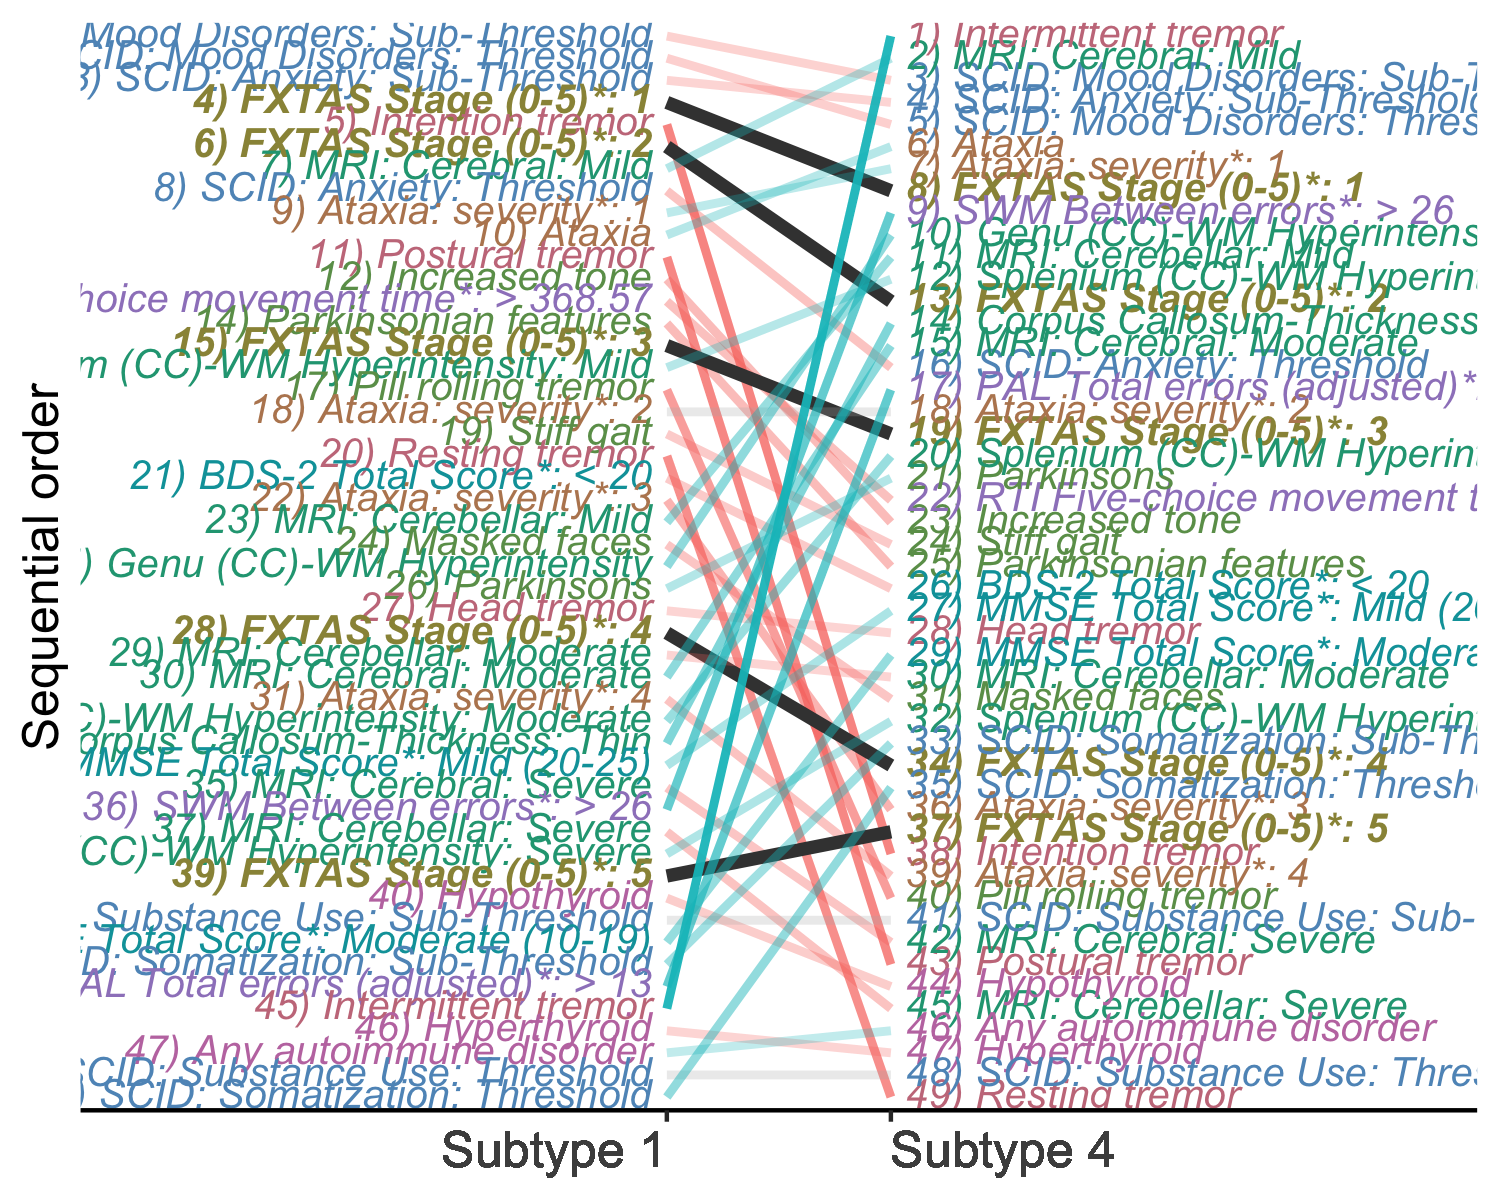 Sequential order
Mood Disorders: Sub-Threshold
CID: Mood Disorders: Threshold
3) SCID: Anxiety: Sub-Threshold
4) FXTAS Stage (0-5)*: 1
5) Intention tremor
6) FXTAS Stage (0-5)*: 2
7) MRI: Cerebral: Mild
8) SCID: Anxiety: Threshold
9) Ataxia: severity*: 1
10) Ataxia
11) Postural tremor
12) Increased tone
hoice movement time*: > 368.57
14) Parkinsonian features
15) FXTAS Stage (0-5)*: 3
m (CC)-WM Hyperintensity: Mild
17) Pill rolling tremor
18) Ataxia: severity*: 2
19) Stiff gait
20) Resting tremor
21) BDS-2 Total Score*: < 20
22) Ataxia: severity*: 3
23) MRI: Cerebellar: Mild
24) Masked faces
) Genu (CC)-WM Hyperintensity
26) Parkinsons
27) Head tremor
28) FXTAS Stage (0-5)*: 4
29) MRI: Cerebellar: Moderate
30) MRI: Cerebral: Moderate
31) Ataxia: severity*: 4
C)-WM Hyperintensity: Moderate
orpus Callosum-Thickness: Thin
MMSE Total Score*: Mild (20-25)
35) MRI: Cerebral: Severe
36) SWM Between errors*: > 26
37) MRI: Cerebellar: Severe
(CC)-WM Hyperintensity: Severe
39) FXTAS Stage (0-5)*: 5
40) Hypothyroid
Substance Use: Sub-Threshold
Total Score*: Moderate (10-19)
D: Somatization: Sub-Threshold
AL Total errors (adjusted)*: > 13
45) Intermittent tremor
46) Hyperthyroid
47) Any autoimmune disorder
SCID: Substance Use: Threshold
) SCID: Somatization: Threshold
1) Intermittent tremor
2) MRI: Cerebral: Mild
3) SCID: Mood Disorders: Sub-T
4) SCID: Anxiety: Sub-Threshold
5) SCID: Mood Disorders: Thres
6) Ataxia
7) Ataxia: severity*: 1
8) FXTAS Stage (0-5)*: 1
9) SWM Between errors*: > 26
10) Genu (CC)-WM Hyperintens
11) MRI: Cerebellar: Mild
12) Splenium (CC)-WM Hyperint
13) FXTAS Stage (0-5)*: 2
14) Corpus Callosum-Thickness
15) MRI: Cerebral: Moderate
16) SCID: Anxiety: Threshold
17) PAL Total errors (adjusted)*
18) Ataxia: severity*: 2
19) FXTAS Stage (0-5)*: 3
20) Splenium (CC)-WM Hyperint
21) Parkinsons
22) RTI Five-choice movement t
23) Increased tone
24) Stiff gait
25) Parkinsonian features
26) BDS-2 Total Score*: < 20
27) MMSE Total Score*: Mild (20
28) Head tremor
29) MMSE Total Score*: Modera
30) MRI: Cerebellar: Moderate
31) Masked faces
32) Splenium (CC)-WM Hyperint
33) SCID: Somatization: Sub-Th
34) FXTAS Stage (0-5)*: 4
35) SCID: Somatization: Thresh
36) Ataxia: severity*: 3
37) FXTAS Stage (0-5)*: 5
38) Intention tremor
39) Ataxia: severity*: 4
40) Pill rolling tremor
41) SCID: Substance Use: Sub-
42) MRI: Cerebral: Severe
43) Postural tremor
44) Hypothyroid
45) MRI: Cerebellar: Severe
46) Any autoimmune disorder
47) Hyperthyroid
48) SCID: Substance Use: Thres
49) Resting tremor
Subtype 1
Subtype 4